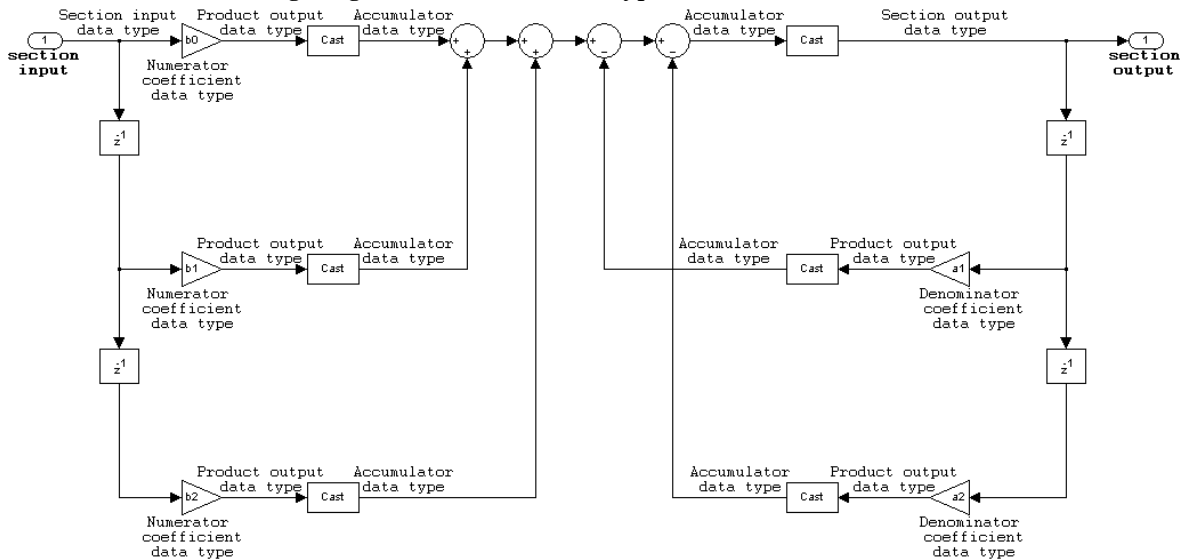 Section input data type
Product output data type
Accumulator data type
Accumulator data type
Section output data type
1
section input
b0
Cast
+
+
+
+
+
−
+
−
Cast
1
section output
Numerator coefficient data type
z-1
z-1
Product output data type
Accumulator data type
Accumulator data type
Product output data type
b1
Cast
Cast
a1
Numerator coefficient data type
Denominator coefficient data type
z-1
z-1
Product output data type
Accumulator data type
Accumulator data type
Product output data type
b2
Cast
Cast
a2
Numerator coefficient data type
Denominator coefficient data type